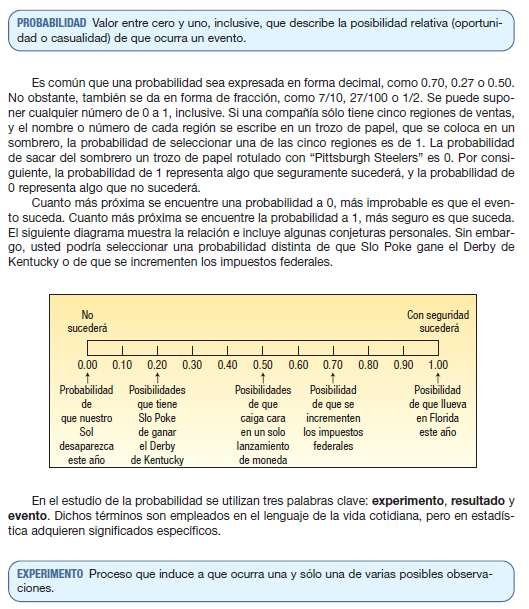 PROBABILIDAD Valor entre cero y uno, inclusive, que describe la posibilidad relativa (oportuni-
dad o casualidad) de que ocurra un evento.
Es común que una probabilidad sea expresada en forma decimal, como 0.70, 0.27 o 0.50.
No obstante, también se da en forma de fracción, como 7/10, 27/100 o 1/2. Se puede supo-
ner cualquier número de 0 a 1, inclusive. Si una compañía sólo tiene cinco regiones de ventas,
y el nombre o número de cada región se escribe en un trozo de papel, que se coloca en un
sombrero, la probabilidad de seleccionar una de las cinco regiones es de 1. La probabilidad
de sacar del sombrero un trozo de papel rotulado con “Pittsburgh Steelers” es 0. Por consi-
guiente, la probabilidad de 1 representa algo que seguramente sucederá, y la probabilidad de
0 representa algo que no sucederá.
Cuanto más próxima se encuentre una probabilidad a 0, más improbable es que el even-
to suceda. Cuanto más próxima se encuentre la probabilidad a 1, más seguro es que suceda.
El siguiente diagrama muestra la relación e incluye algunas conjeturas personales. Sin embar-
go, usted podría seleccionar una probabilidad distinta de que Slo Poke gane el Derby de
Kentucky o de que se incrementen los impuestos federales.
No
sucederá
Con seguridad
sucederá
0.00 0.10 0.20 0.30 0.40 0.50 0.60 0.70 0.80 0.90 1.00
Probabilidad
de
que nuestro
Sol
desaparezca
este año
Posibilidades
que tiene
Slo Poke
de ganar
el Derby
de Kentucky
Posibilidades
de que
caiga cara
en un solo
lanzamiento
de moneda
Posibilidad
de que se
incrementen
los impuestos
federales
Posibilidad
de que llueva
en Florida
este año
En el estudio de la probabilidad se utilizan tres palabras clave: experimento, resultado y
evento. Dichos términos son empleados en el lenguaje de la vida cotidiana, pero en estadís-
tica adquieren significados específicos.
EXPERIMENTO Proceso que induce a que ocurra una y sólo una de varias posibles observa-
ciones.